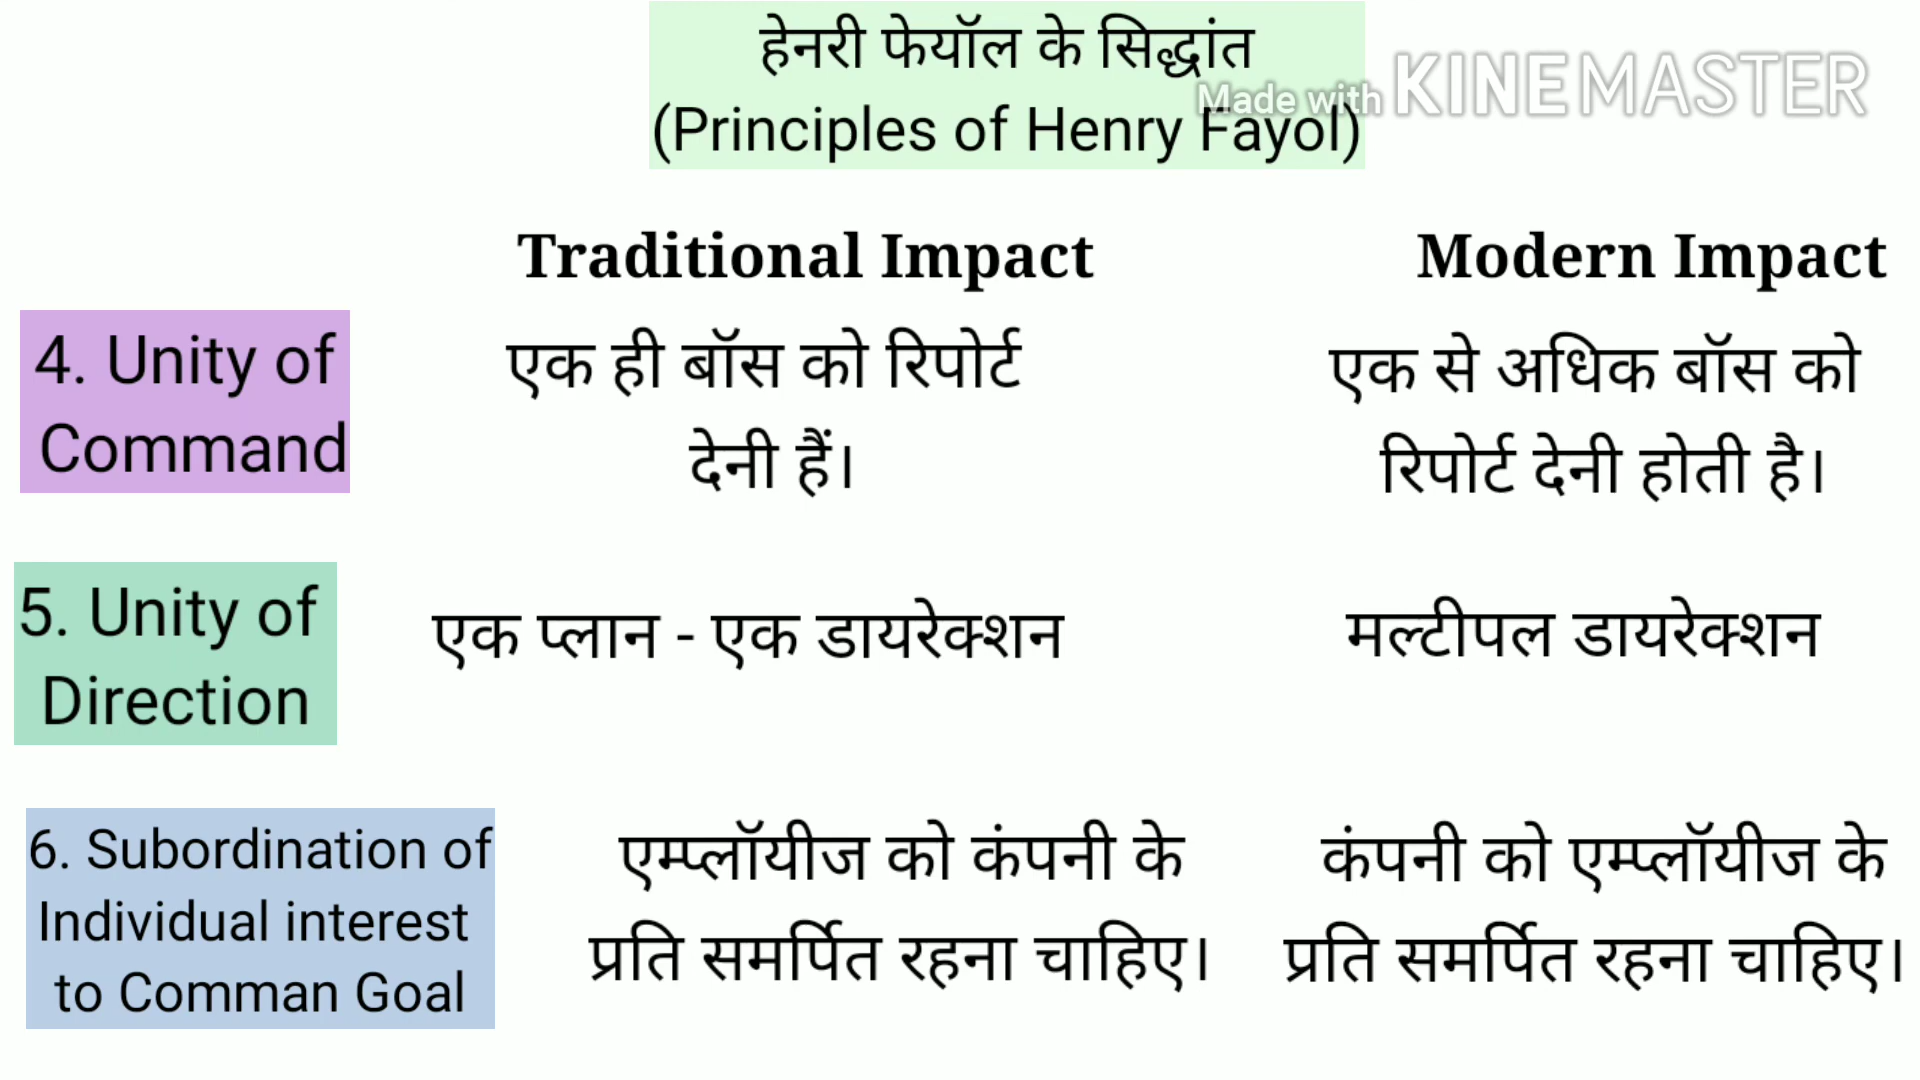 हेनरी फेयॉल के सिद्धांत
(Principles of Henry Fayol)
Made with KINEMASTER
Traditional Impact
Modern Impact
4. Unity of
Command
एक ही बॉस को रिपोर्ट
देनी हैं।
एक से अधिक बॉस को
रिपोर्ट देनी होती है।
5. Unity of
Direction
एक प्लान - एक डायरेक्शन
मल्टीपल डायरेक्शन
6. Subordination of
Individual interest
to Comman Goal
एम्प्लॉयीज को कंपनी के
प्रति समर्पित रहना चाहिए।
कंपनी को एम्प्लॉयीज के
प्रति समर्पित रहना चाहिए।